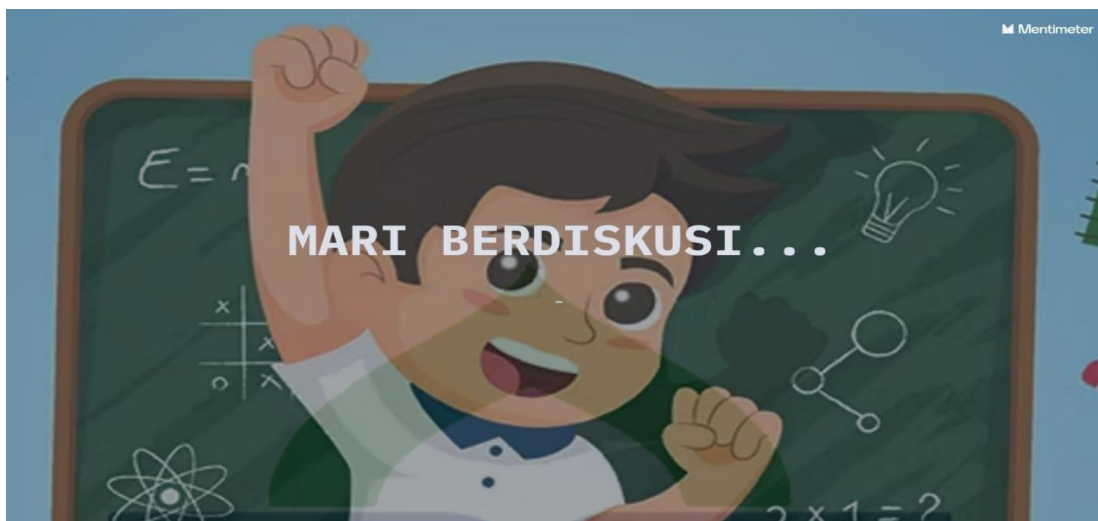 Mentimeter
E =
MARI BERDISKUSI...
-
x
x
o x
2 x 1 = ?